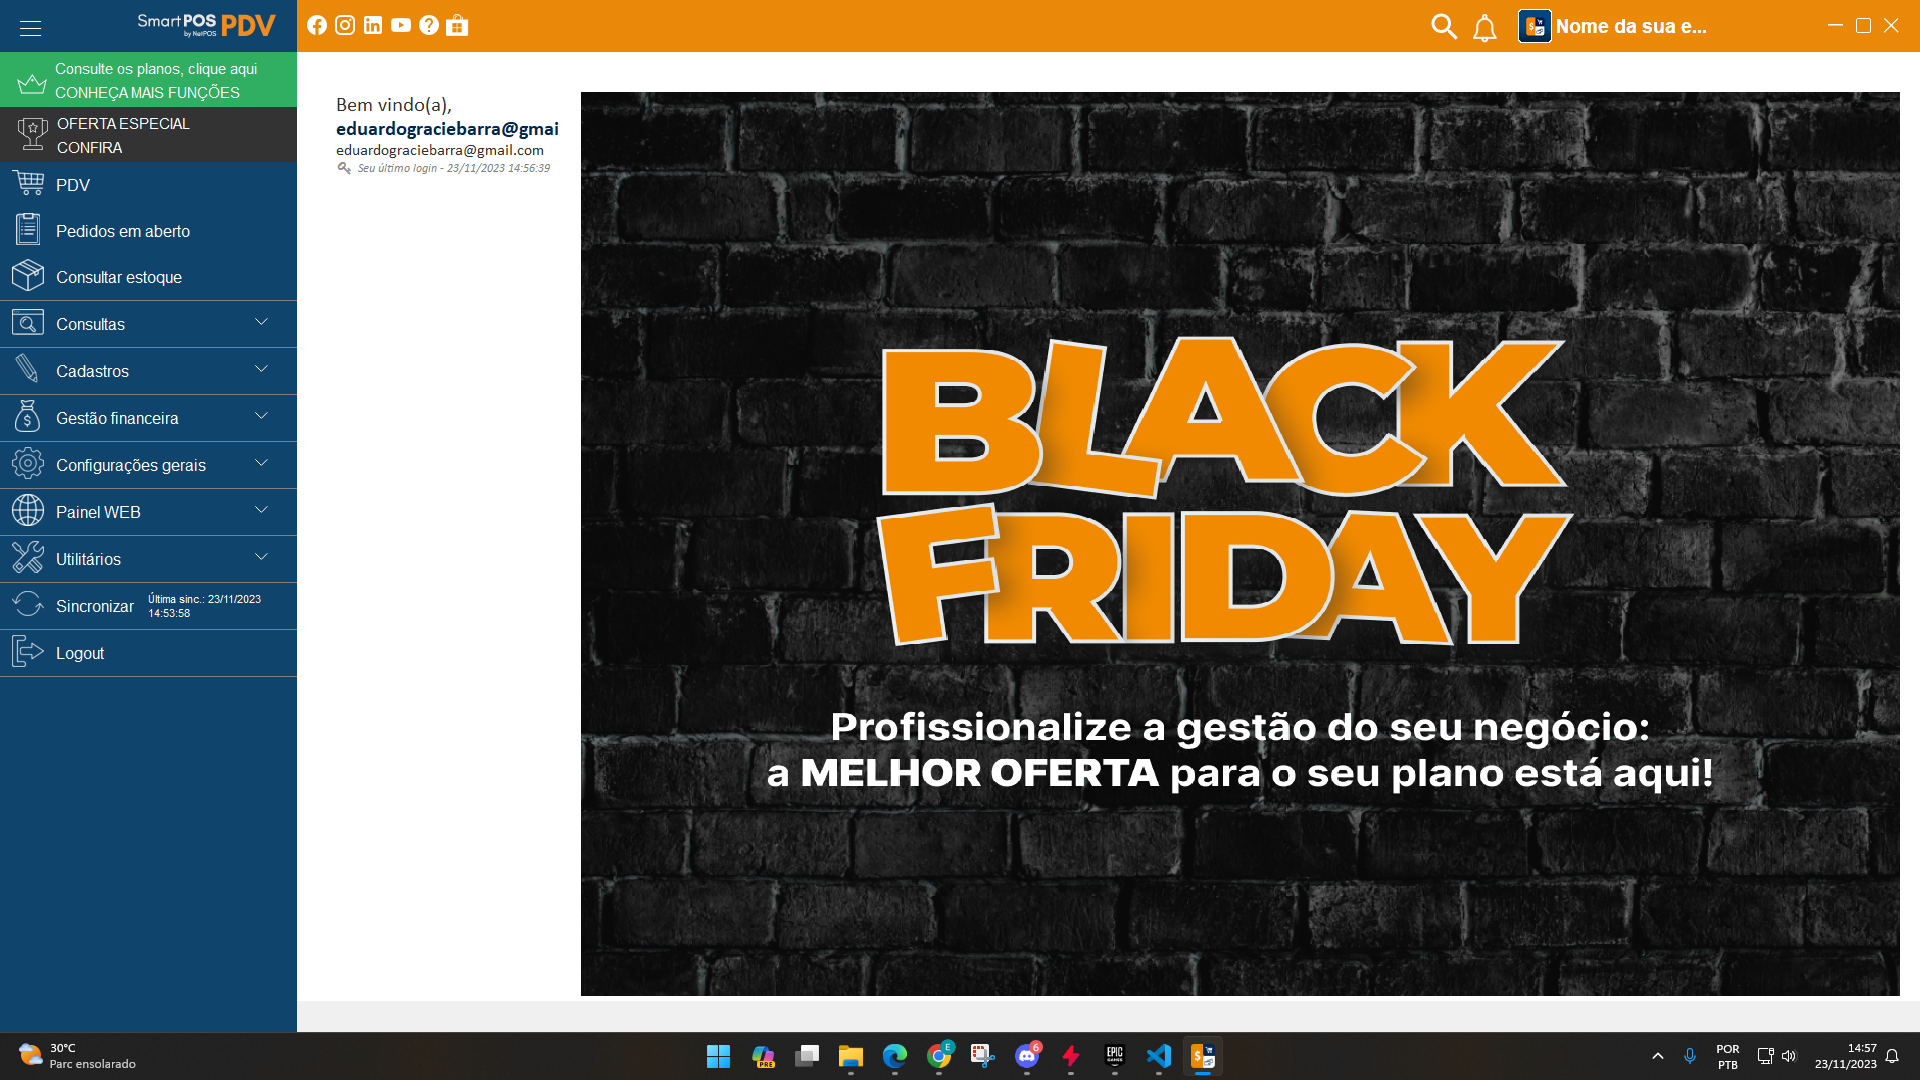 SmartPOS PDV
by NetPOS
Nome da sua e...
Consulte os planos, clique aqui
CONHEÇA MAIS FUNÇÕES
OFERTA ESPECIAL
CONFIRA
PDV
Pedidos em aberto
Consultar estoque
Consultas
Cadastros
Gestão financeira
Configurações gerais
Painel WEB
Utilitários
Sincronizar
Última sinc.: 23/11/2023
14:53:58
Logout
Bem vindo(a),
eduardograciebarra@gmai
eduardograciebarra@gmail.com
Seu último login - 23/11/2023 14:56:39
BLACK
FRIDAY
Profissionalize a gestão do seu negócio:
a MELHOR OFERTA para o seu plano está aqui!
30°C
Parc ensolarado
PRE
E
6
EPIC
GAMES
POR
PTB
14:57
23/11/2023